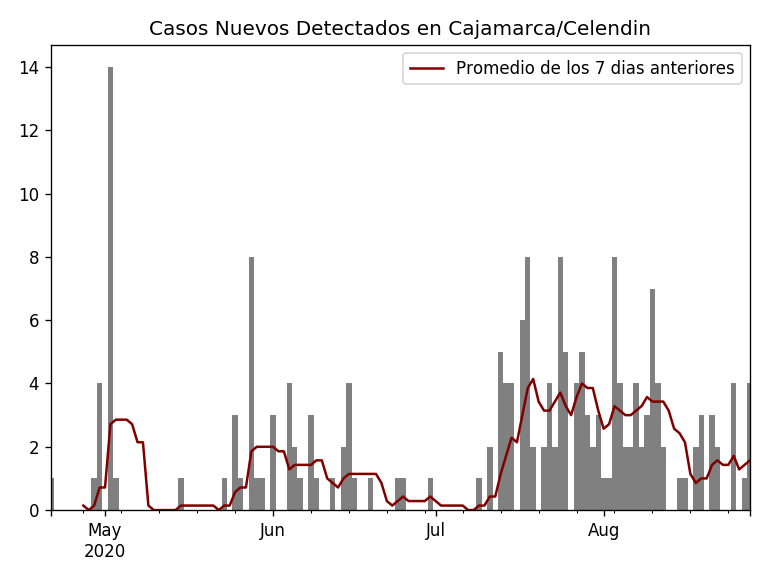 Casos Nuevos Detectados en Cajamarca/Celendin
Promedio de los 7 dias anteriores
14
12
10
8
6
4
2
0
May
2020
Jun
Jul
Aug